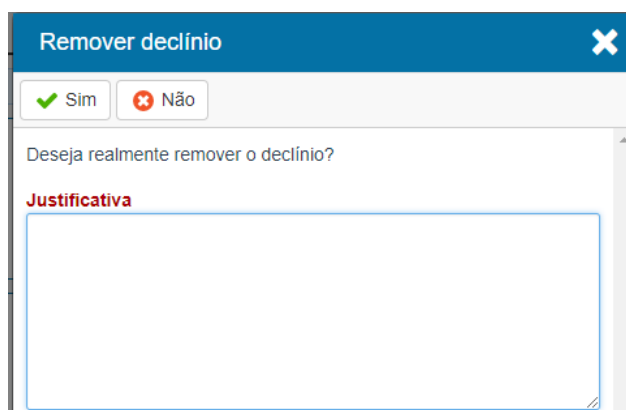 Remover declínio
Sim Não
Deseja realmente remover o declínio?
Justificativa